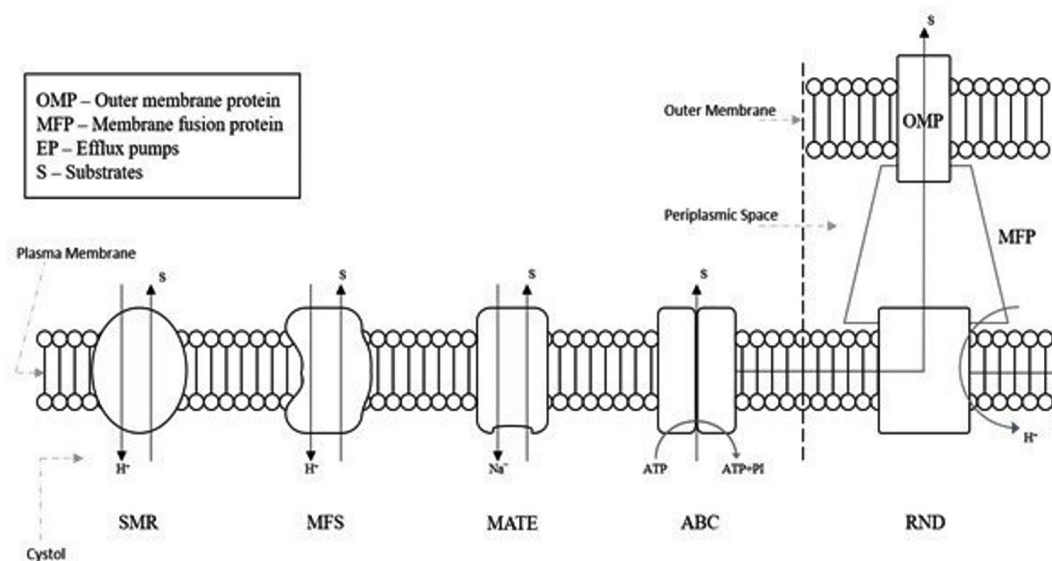 OMP – Outer membrane protein
MFP – Membrane fusion protein
EP – Efflux pumps
S – Substrates
S
Outer Membrane
OMP
Periplasmic Space
MFP
Plasma Membrane
S
S
S
S
H⁺
H⁺
Na⁺
ATP
ATP+PI
H⁺
SMR
MFS
MATE
ABC
RND
Cystol